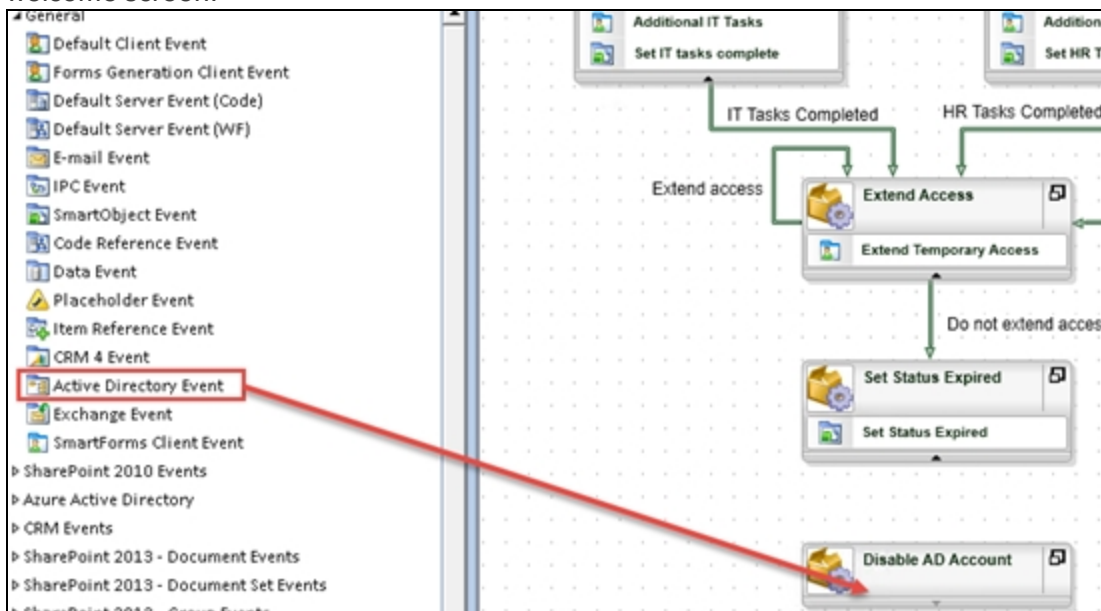 General
Default Client Event
Forms Generation Client Event
Default Server Event (Code)
Default Server Event (WF)
E-mail Event
IPC Event
SmartObject Event
Code Reference Event
Data Event
Placeholder Event
Item Reference Event
CRM 4 Event
Active Directory Event
Exchange Event
SmartForms Client Event
SharePoint 2010 Events
Azure Active Directory
CRM Events
SharePoint 2013 - Document Events
SharePoint 2013 - Document Set Events
Additional IT Tasks
Set IT tasks complete
Addition
Set HR T
IT Tasks Completed
HR Tasks Completed
Extend access
Extend Access
Extend Temporary Access
Do not extend acces
Set Status Expired
Set Status Expired
Disable AD Account